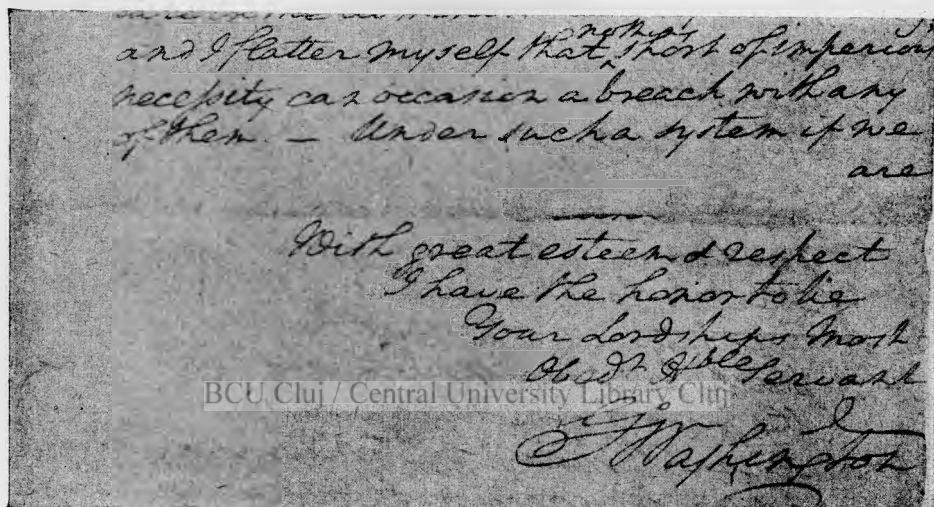 and I flatter myself that nothing short of imperious
necessity can occasion a breach with any
of them. — Under such a system if we
are
With great esteem & respect
I have the honor to be
Your Lordships Most
Obedt Hble Servant
BCU Cluj / Central University Library Cluj
Go Washington